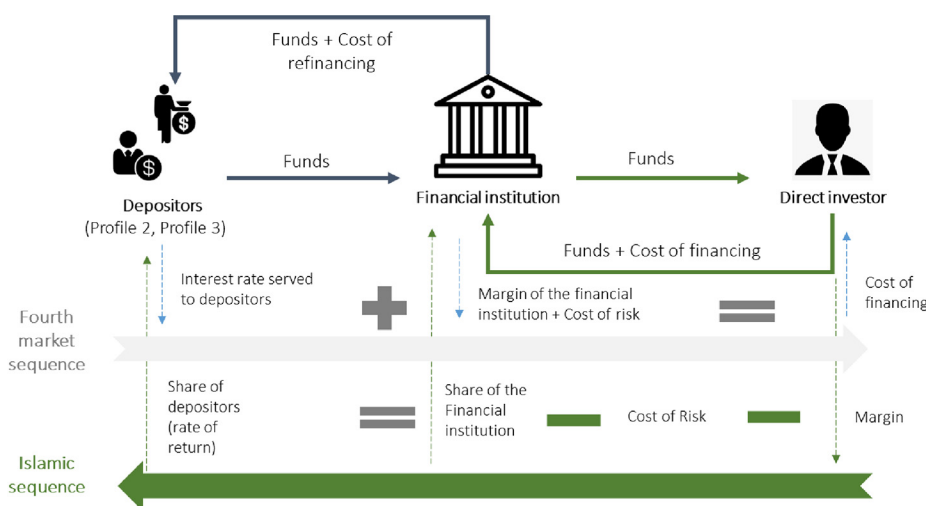 Funds + Cost of
refinancing
$
$
Funds
Funds
Depositors
(Profile 2, Profile 3)
Financial institution
Direct investor
Funds + Cost of financing
Interest rate served
to depositors
Margin of the financial
institution + Cost of risk
Cost of
financing
Fourth
market
sequence
Share of
depositors
(rate of
return)
Share of the
Financial
institution
Cost of Risk
Margin
Islamic
sequence